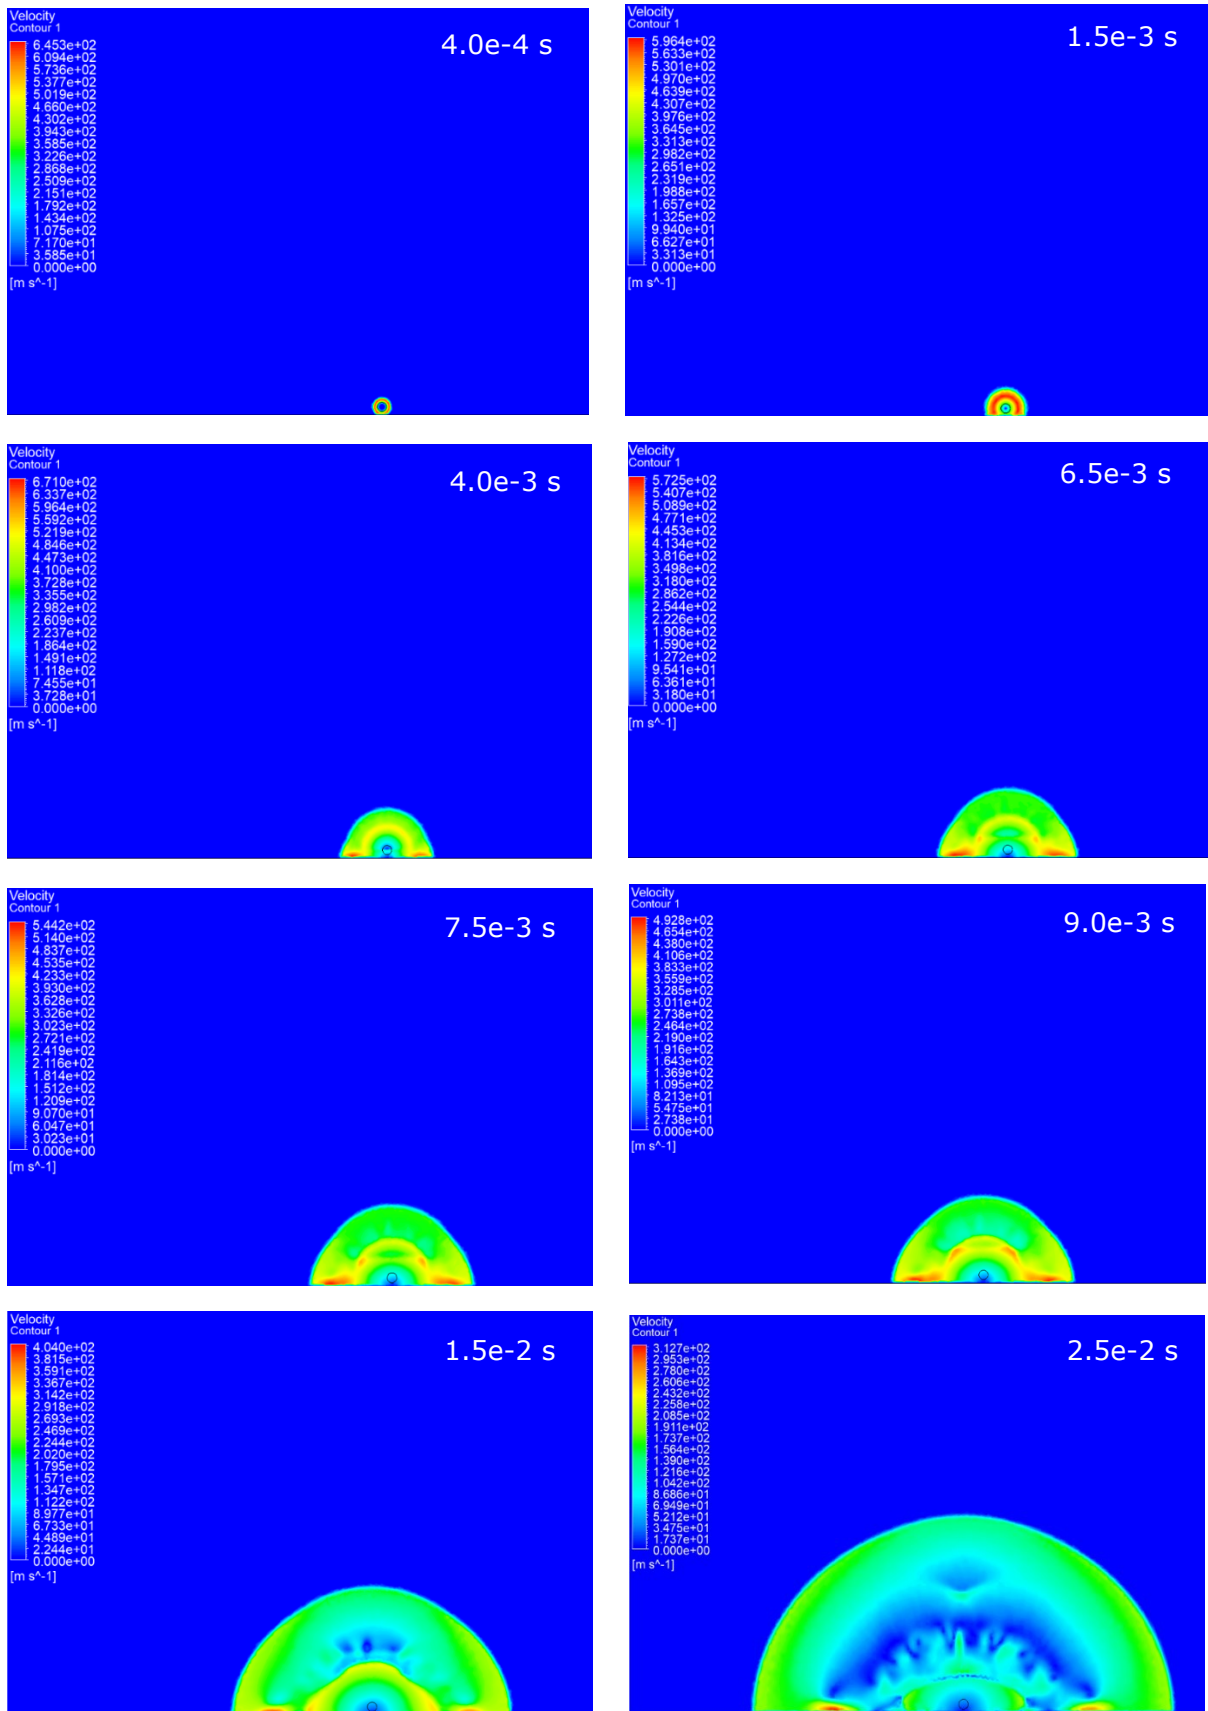 Velocity
Contour 1
4.0e-4 s
6.453e+02
6.094e+02
5.736e+02
5.377e+02
5.019e+02
4.660e+02
4.302e+02
3.943e+02
3.585e+02
3.226e+02
2.868e+02
2.509e+02
2.151e+02
1.792e+02
1.434e+02
1.075e+02
7.170e+01
3.585e+01
0.000e+00
[m s^-1]
Velocity
Contour 1
1.5e-3 s
5.964e+02
5.633e+02
5.301e+02
4.970e+02
4.639e+02
4.307e+02
3.976e+02
3.645e+02
3.313e+02
2.982e+02
2.651e+02
2.319e+02
1.988e+02
1.657e+02
1.325e+02
9.940e+01
6.627e+01
3.313e+01
0.000e+00
[m s^-1]
Velocity
Contour 1
4.0e-3 s
6.710e+02
6.337e+02
5.964e+02
5.592e+02
5.219e+02
4.846e+02
4.473e+02
4.100e+02
3.728e+02
3.355e+02
2.982e+02
2.609e+02
2.237e+02
1.864e+02
1.491e+02
1.118e+02
7.455e+01
3.728e+01
0.000e+00
[m s^-1]
Velocity
Contour 1
6.5e-3 s
5.725e+02
5.407e+02
5.089e+02
4.771e+02
4.453e+02
4.134e+02
3.816e+02
3.498e+02
3.180e+02
2.862e+02
2.544e+02
2.226e+02
1.908e+02
1.590e+02
1.272e+02
9.541e+01
6.361e+01
3.180e+01
0.000e+00
[m s^-1]
Velocity
Contour 1
7.5e-3 s
5.442e+02
5.140e+02
4.837e+02
4.535e+02
4.233e+02
3.930e+02
3.628e+02
3.326e+02
3.023e+02
2.721e+02
2.419e+02
2.116e+02
1.814e+02
1.512e+02
1.209e+02
9.070e+01
6.047e+01
3.023e+01
0.000e+00
[m s^-1]
Velocity
Contour 1
9.0e-3 s
4.928e+02
4.654e+02
4.380e+02
4.106e+02
3.833e+02
3.559e+02
3.285e+02
3.011e+02
2.738e+02
2.464e+02
2.190e+02
1.916e+02
1.643e+02
1.369e+02
1.095e+02
8.213e+01
5.475e+01
2.738e+01
0.000e+00
[m s^-1]
Velocity
Contour 1
1.5e-2 s
4.040e+02
3.815e+02
3.591e+02
3.367e+02
3.142e+02
2.918e+02
2.693e+02
2.469e+02
2.244e+02
2.020e+02
1.795e+02
1.571e+02
1.347e+02
1.122e+02
8.977e+01
6.733e+01
4.489e+01
2.244e+01
0.000e+00
[m s^-1]
Velocity
Contour 1
2.5e-2 s
3.127e+02
2.953e+02
2.780e+02
2.606e+02
2.432e+02
2.258e+02
2.085e+02
1.911e+02
1.737e+02
1.564e+02
1.390e+02
1.216e+02
1.042e+02
8.686e+01
6.949e+01
5.212e+01
3.475e+01
1.737e+01
0.000e+00
[m s^-1]